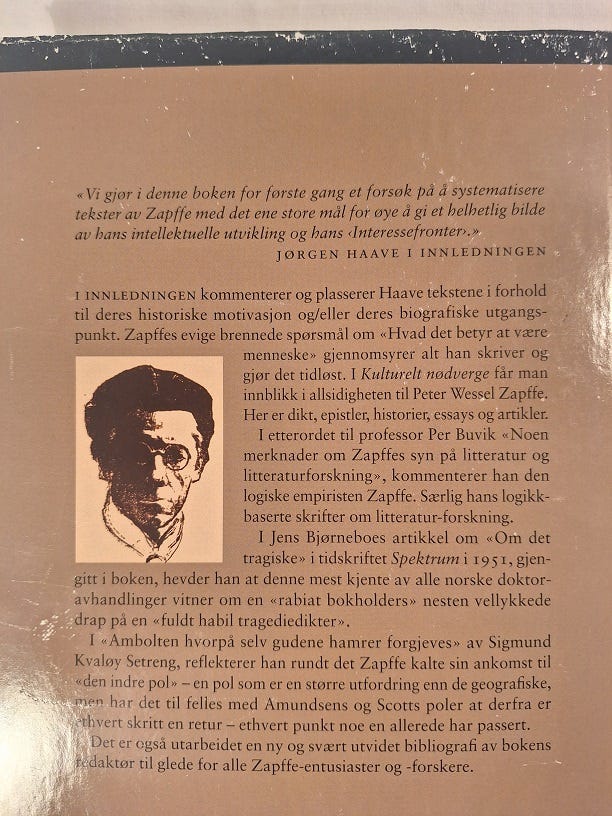 «Vi gjør i denne boken for første gang et forsøk på å systematisere
tekster av Zapffe med det ene store mål for øye å gi et helhetlig bilde
av hans intellektuelle utvikling og hans ‹Interessefronter›.»
JØRGEN HAAVE I INNLEDNINGEN
I INNLEDNINGEN kommenterer og plasserer Haave tekstene i forhold
til deres historiske motivasjon og/eller deres biografiske utgangs-
punkt. Zapffes evige brennede spørsmål om «Hvad det betyr at være
menneske» gjennomsyrer alt han skriver og
gjør det tidløst. I Kulturelt nødverge får man
innblikk i allsidigheten til Peter Wessel Zapffe.
Her er dikt, epistler, historier, essays og artikler.
I etterordet til professor Per Buvik «Noen
merknader om Zapffes syn på litteratur og
litteraturforskning», kommenterer han den
logiske empiristen Zapffe. Særlig hans logikk-
baserte skrifter om litteratur-forskning.
I Jens Bjørneboes artikkel om «Om det
tragiske» i tidskriftet Spektrum i 1951, gjen-
gitt i boken, hevder han at denne mest kjente av alle norske doktor-
avhandlinger vitner om en «rabiat bokholders» nesten vellykkede
drap på en «fuldt habil tragediedikter».
I «Ambolten hvorpå selv gudene hamrer forgjeves» av Sigmund
Kvaløy Setreng, reflekterer han rundt det Zapffe kalte sin ankomst til
«den indre pol» – en pol som er en større utfordring enn de geografiske,
men har det til felles med Amundsens og Scotts poler at derfra er
ethvert skritt en retur – ethvert punkt noe en allerede har passert.
Det er også utarbeidet en ny og svært utvidet bibliografi av bokens
redaktør til glede for alle Zapffe-entusiaster og -forskere.